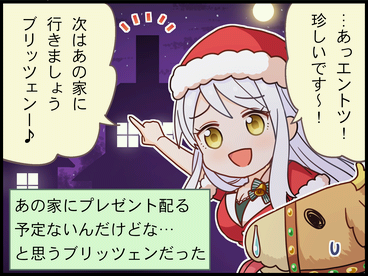 …あっエントツ！
珍しいです～！
次はあの家に
行きましょう
ブリッツェンー♪
あの家にプレゼント配る
予定ないんだけどな…
と思うブリッツェンだった